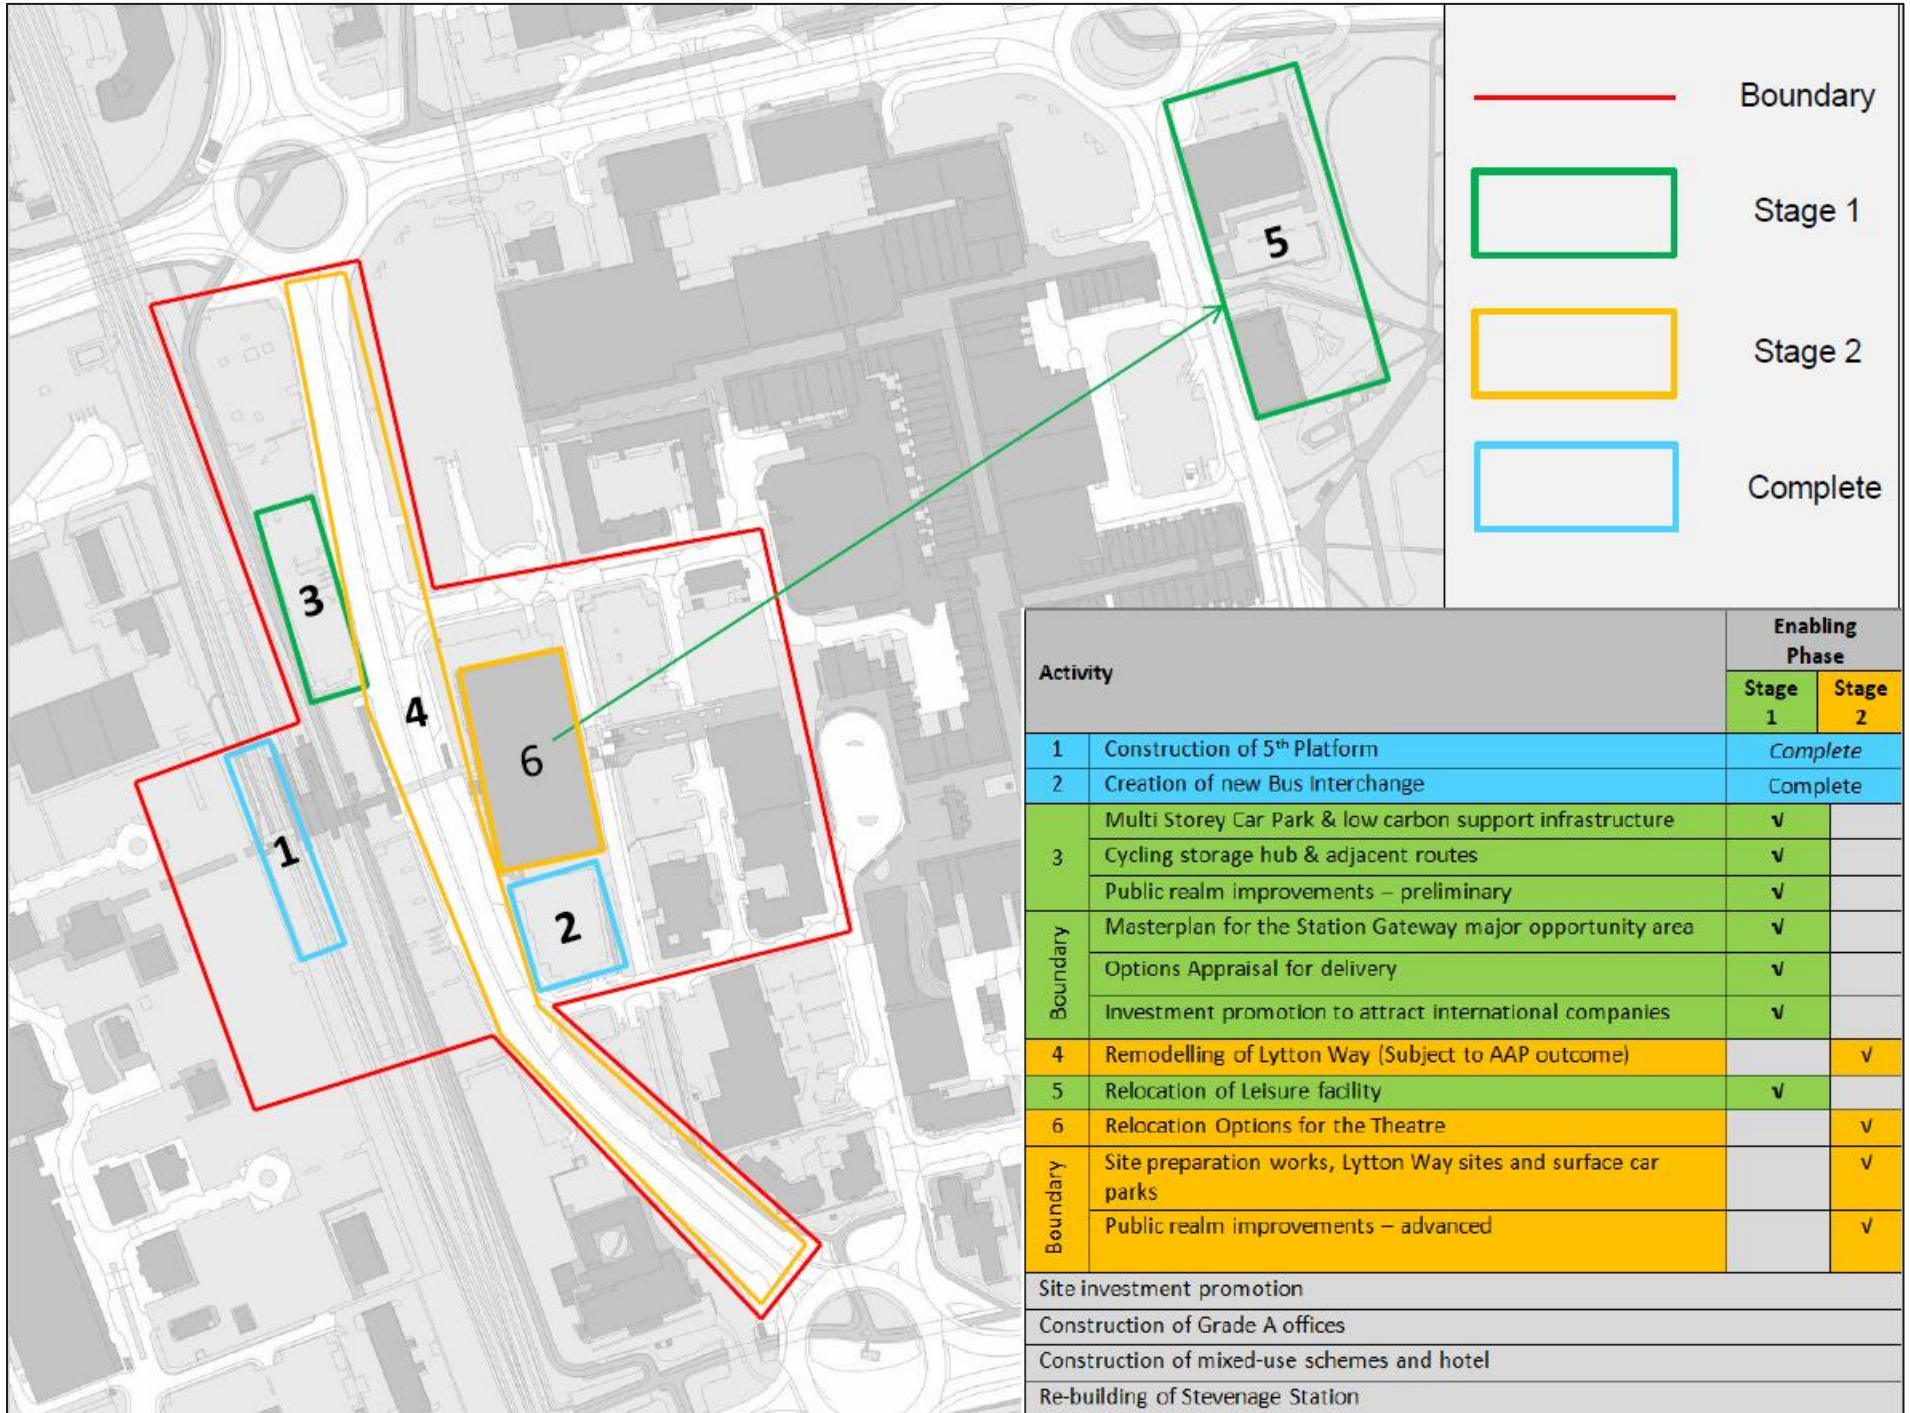 Boundary
Stage 1
Stage 2
Complete
5
3
4
6
1
2
Activity
Enabling
Phase
Stage
1
Stage
2
1 Construction of 5th Platform Complete
2 Creation of new Bus Interchange Complete
3
Multi Storey Car Park & low carbon support infrastructure √
Cycling storage hub & adjacent routes √
Public realm improvements – preliminary √
Boundary
Masterplan for the Station Gateway major opportunity area √
Options Appraisal for delivery √
Investment promotion to attract international companies √
4 Remodelling of Lytton Way (Subject to AAP outcome) √
5 Relocation of Leisure facility √
6 Relocation Options for the Theatre √
Boundary
Site preparation works, Lytton Way sites and surface car √
parks
Public realm improvements – advanced √
Site investment promotion
Construction of Grade A offices
Construction of mixed-use schemes and hotel
Re-building of Stevenage Station